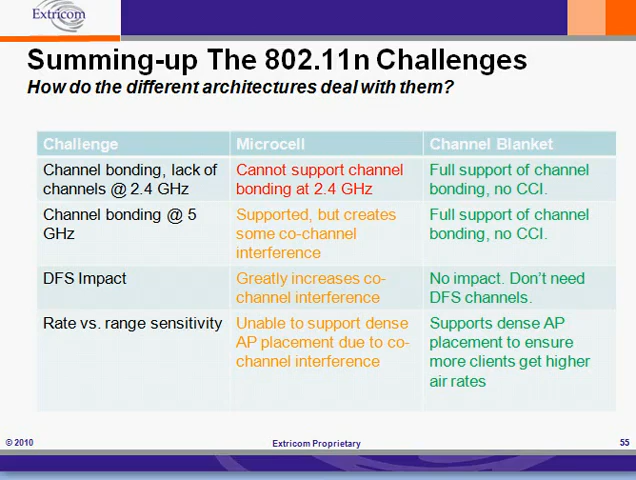 Extricom
Summing-up The 802.11n Challenges
How do the different architectures deal with them?
Challenge Microcell Channel Blanket
Channel bonding, lack of channels @ 2.4 GHz
Cannot support channel bonding at 2.4 GHz
Full support of channel bonding, no CCI.
Channel bonding @ 5 GHz
Supported, but creates some co-channel interference
Full support of channel bonding, no CCI.
DFS Impact
Greatly increases co-channel interference
No impact. Don't need DFS channels.
Rate vs. range sensitivity
Unable to support dense AP placement due to co-channel interference
Supports dense AP placement to ensure more clients get higher air rates
© 2010 Extricom Proprietary 55